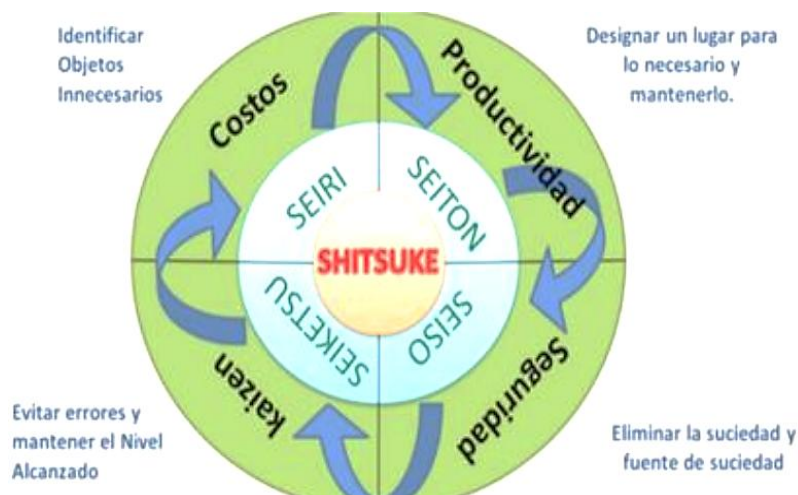 Identificar
Objetos
Innecesarios
Designar un lugar para
lo necesario y
mantenerlo.
Costos
Productividad
SEIRI
SEITON
SHITSUKE
SEIKETSU
SEISO
kaizen
Seguridad
Evitar errores y
mantener el Nivel
Alcanzado
Eliminar la suciedad y
fuente de suciedad